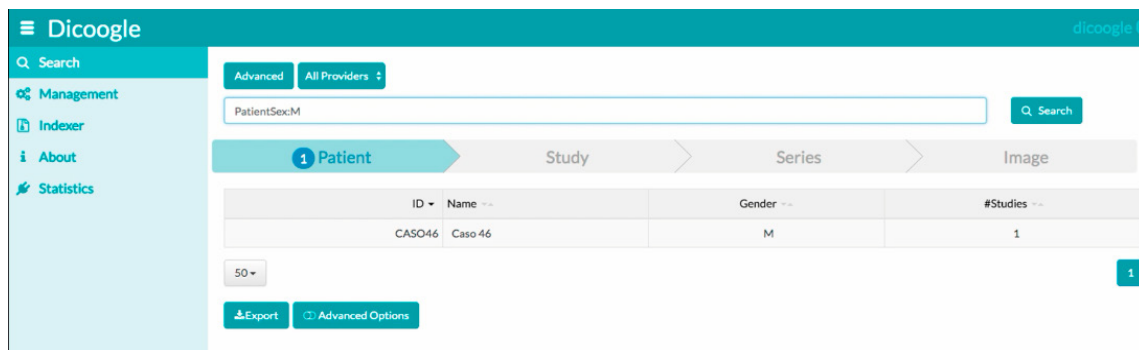 Dicoogle
dicoogle
Search
Management
Indexer
About
Statistics
Advanced
All Providers
PatientSex:M
Search
1 Patient
Study
Series
Image
ID Name Gender #Studies
CASO46 Caso 46 M 1
50
1
Export
Advanced Options